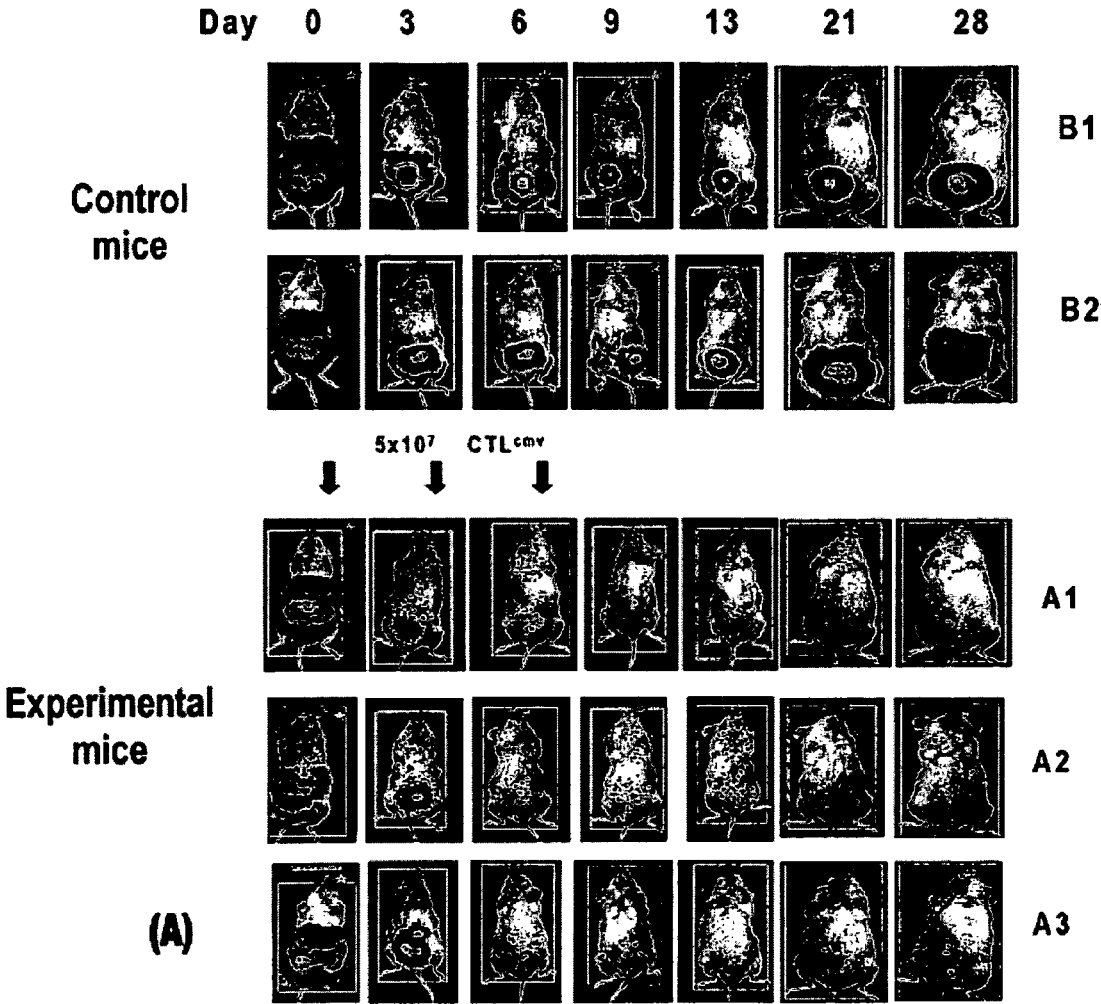 Day 0 3 6 9 13 21 28
B1
Control
mice
B2
5x10⁷ CTLᶜᵐᵛ
A1
Experimental
mice
A2
(A)
A3